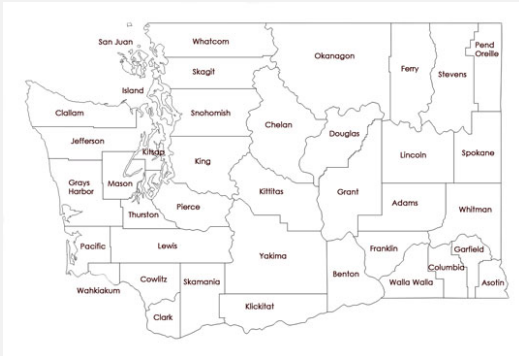 San Juan
Whatcom
Okanagon
Ferry
Stevens
Pend
Oreille
Skagit
Island
Snohomish
Clallam
Chelan
Douglas
Jefferson
Kitsap
King
Lincoln
Spokane
Grays
Harbor
Mason
Kittitas
Grant
Adams
Whitman
Thurston
Pierce
Pacific
Lewis
Yakima
Franklin
Garfield
Benton
Columbia
Wahkiakum
Cowlitz
Skamania
Walla Walla
Asotin
Klickitat
Clark